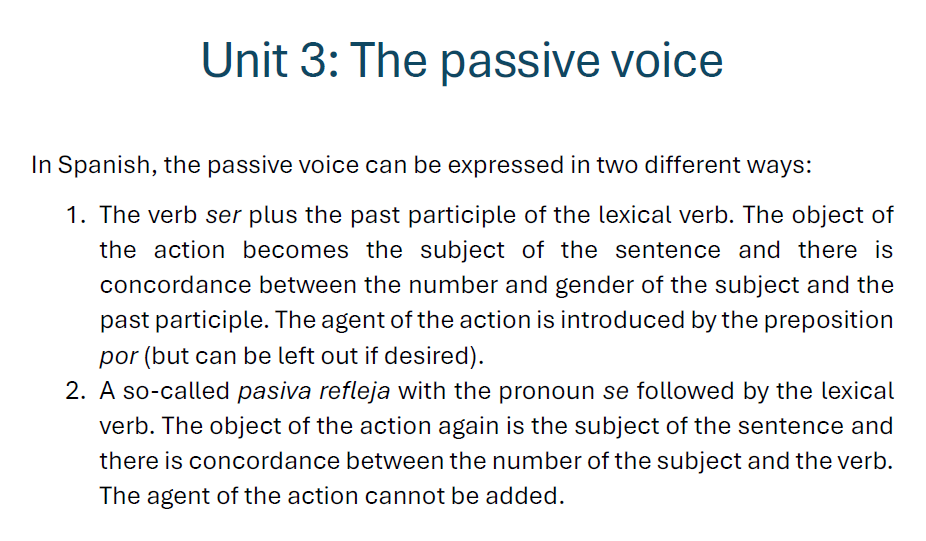 Unit 3: The passive voice
In Spanish, the passive voice can be expressed in two different ways:
1. The verb ser plus the past participle of the lexical verb. The object of
the action becomes the subject of the sentence and there is
concordance between the number and gender of the subject and the
past participle. The agent of the action is introduced by the preposition
por (but can be left out if desired).
2. A so-called pasiva refleja with the pronoun se followed by the lexical
verb. The object of the action again is the subject of the sentence and
there is concordance between the number of the subject and the verb.
The agent of the action cannot be added.